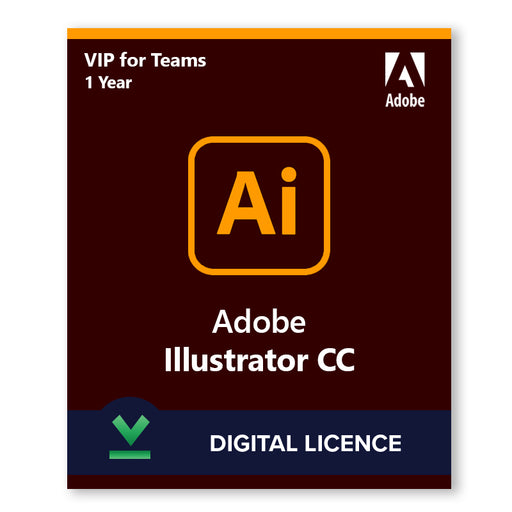 VIP for Teams
1 Year
Adobe
Ai
Adobe
Illustrator CC
DIGITAL LICENCE